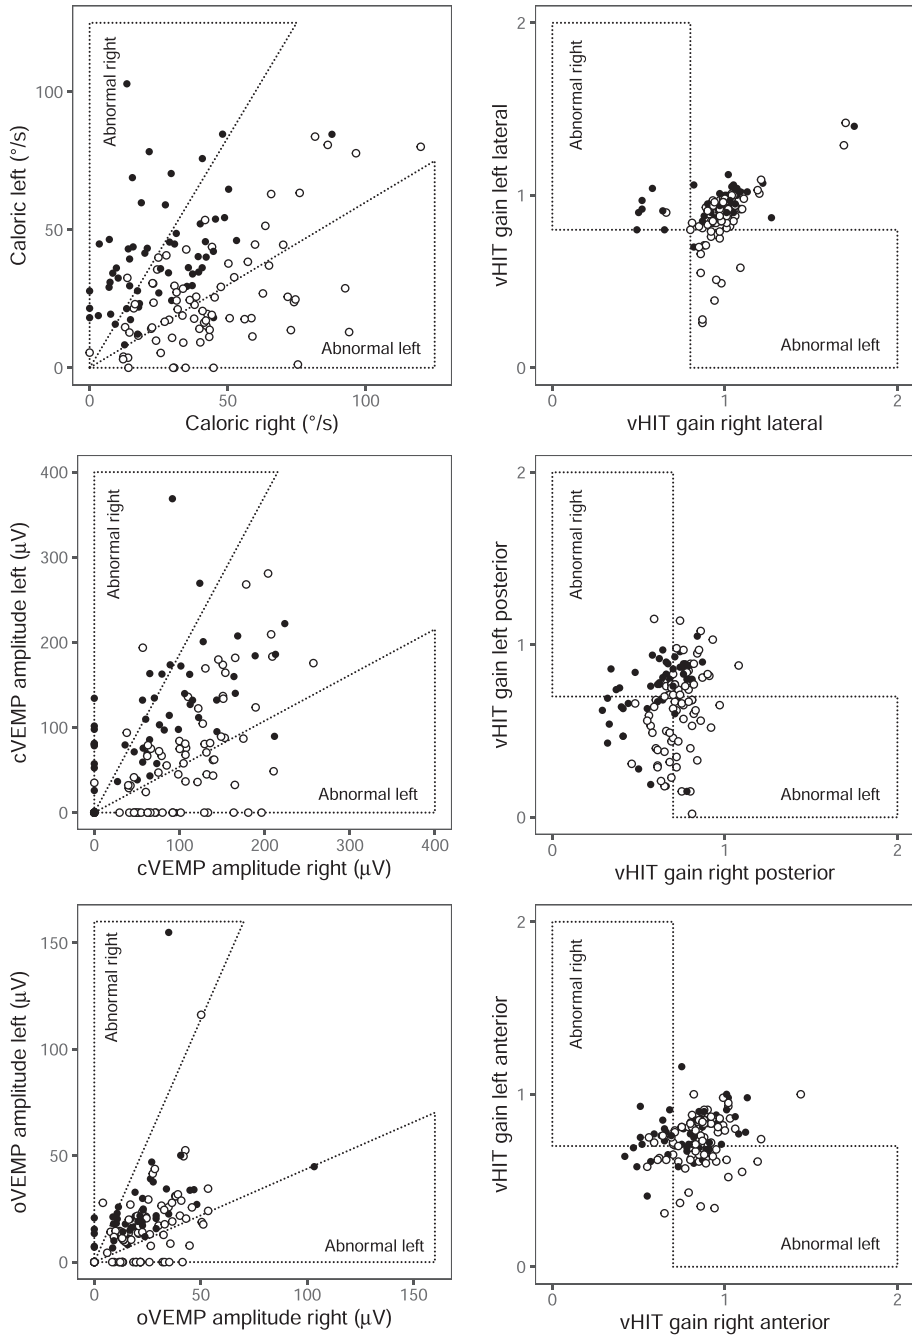 100
50
0
Abnormal right
Abnormal left
Caloric left (°/s)
0
50
100
Caloric right (°/s)
2
1
0
Abnormal right
Abnormal left
vHIT gain left lateral
0
1
2
vHIT gain right lateral
400
300
200
100
0
Abnormal right
Abnormal left
cVEMP amplitude left (μV)
0
100
200
300
400
cVEMP amplitude right (μV)
2
1
0
Abnormal right
Abnormal left
vHIT gain left posterior
0
1
2
vHIT gain right posterior
150
100
50
0
Abnormal right
Abnormal left
oVEMP amplitude left (μV)
0
50
100
150
oVEMP amplitude right (μV)
2
1
0
Abnormal right
Abnormal left
vHIT gain left anterior
0
1
2
vHIT gain right anterior